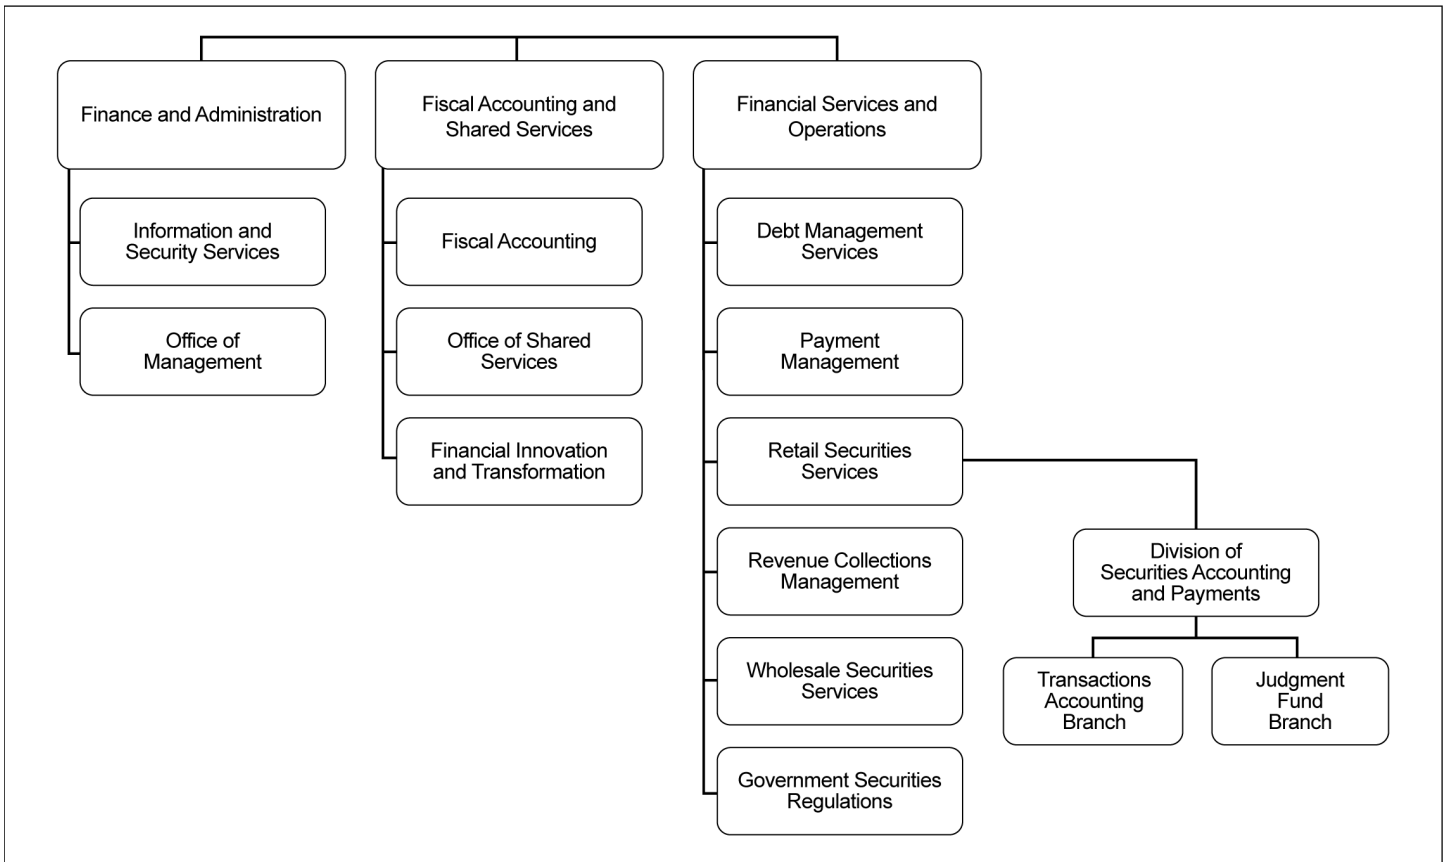 Finance and Administration
Fiscal Accounting and
Shared Services
Financial Services and
Operations
Information and
Security Services
Office of
Management
Fiscal Accounting
Office of Shared
Services
Financial Innovation
and Transformation
Debt Management
Services
Payment
Management
Retail Securities
Services
Revenue Collections
Management
Wholesale Securities
Services
Government Securities
Regulations
Division of
Securities Accounting
and Payments
Transactions
Accounting
Branch
Judgment
Fund
Branch